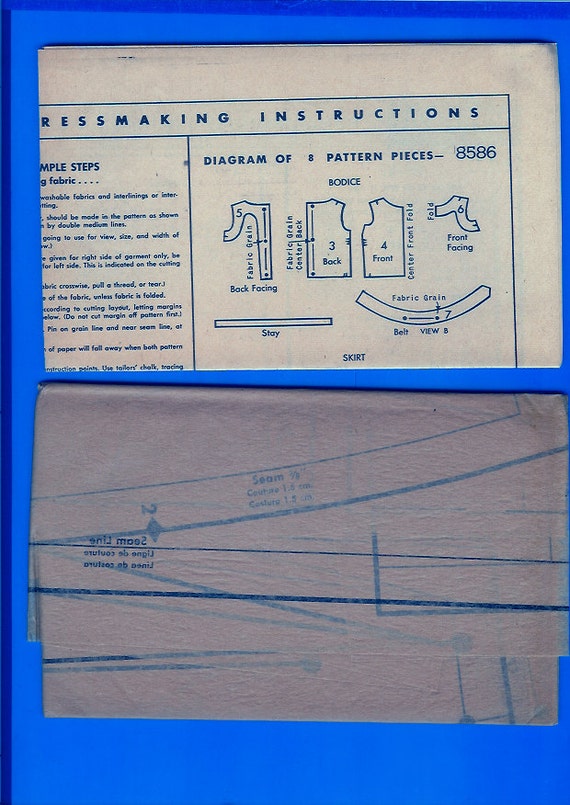 RESSMAKING INSTRUCTIONS
MPLE STEPS
g fabric . . . .
washable fabrics and interlinings or inter-
tting.
, should be made in the pattern as shown
n by double medium lines.
going to use for view, size, and width of
w.)
e given for right side of garment only, be
for left side. This is indicated on the cutting
bric crosswise, pull a thread, or tear.)
e of the fabric, unless fabric is folded.
according to cutting layout, letting margins
below. (Do not cut margin off pattern first.)
. Pin on grain line and near seam line, at
n of paper will fall away when both pattern
nstruction points. Use tailors' chalk, tracing
DIAGRAM OF 8 PATTERN PIECES— 8586
BODICE
5
Fabric Grain
Back Facing
Fabric Grain
Center Back
3
Back
4
Front
Center Front Fold
Fold
6
Front
Facing
Stay
Fabric Grain
7
Belt VIEW B
SKIRT
Seam 5/8"
Couture 1.5 cm.
Costura 1.5 cm
2
Seam Line
Ligne de couture
Linea de costura